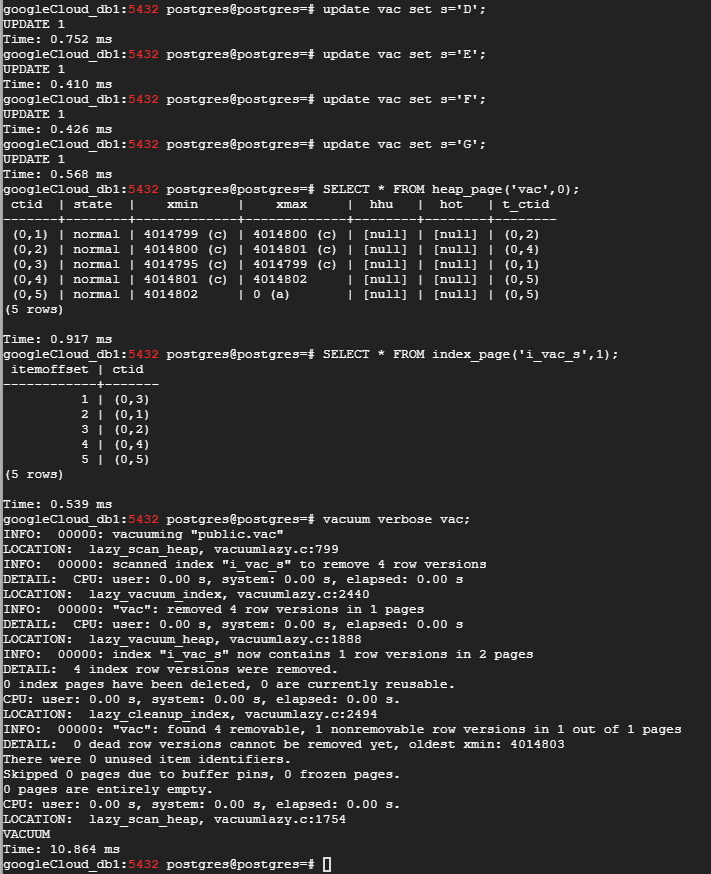 googleCloud_db1:5432 postgres@postgres=# update vac set s='D';
UPDATE 1
Time: 0.752 ms
googleCloud_db1:5432 postgres@postgres=# update vac set s='E';
UPDATE 1
Time: 0.410 ms
googleCloud_db1:5432 postgres@postgres=# update vac set s='F';
UPDATE 1
Time: 0.426 ms
googleCloud_db1:5432 postgres@postgres=# update vac set s='G';
UPDATE 1
Time: 0.568 ms
googleCloud_db1:5432 postgres@postgres=# SELECT * FROM heap_page('vac',0);
 ctid  | state  |    xmin     |    xmax     |  hhu   |  hot   | t_ctid
-------+--------+-------------+-------------+--------+--------+--------
 (0,1) | normal | 4014799 (c) | 4014800 (c) | [null] | [null] | (0,2)
 (0,2) | normal | 4014800 (c) | 4014801 (c) | [null] | [null] | (0,4)
 (0,3) | normal | 4014795 (c) | 4014799 (c) | [null] | [null] | (0,1)
 (0,4) | normal | 4014801 (c) | 4014802     | [null] | [null] | (0,5)
 (0,5) | normal | 4014802     | 0 (a)       | [null] | [null] | (0,5)
(5 rows)
Time: 0.917 ms
googleCloud_db1:5432 postgres@postgres=# SELECT * FROM index_page('i_vac_s',1);
 itemoffset | ctid
------------+-------
          1 | (0,3)
          2 | (0,1)
          3 | (0,2)
          4 | (0,4)
          5 | (0,5)
(5 rows)
Time: 0.539 ms
googleCloud_db1:5432 postgres@postgres=# vacuum verbose vac;
INFO:  00000: vacuuming "public.vac"
LOCATION:  lazy_scan_heap, vacuumlazy.c:799
INFO:  00000: scanned index "i_vac_s" to remove 4 row versions
DETAIL:  CPU: user: 0.00 s, system: 0.00 s, elapsed: 0.00 s
LOCATION:  lazy_vacuum_index, vacuumlazy.c:2440
INFO:  00000: "vac": removed 4 row versions in 1 pages
DETAIL:  CPU: user: 0.00 s, system: 0.00 s, elapsed: 0.00 s
LOCATION:  lazy_vacuum_heap, vacuumlazy.c:1888
INFO:  00000: index "i_vac_s" now contains 1 row versions in 2 pages
DETAIL:  4 index row versions were removed.
0 index pages have been deleted, 0 are currently reusable.
CPU: user: 0.00 s, system: 0.00 s, elapsed: 0.00 s.
LOCATION:  lazy_cleanup_index, vacuumlazy.c:2494
INFO:  00000: "vac": found 4 removable, 1 nonremovable row versions in 1 out of 1 pages
DETAIL:  0 dead row versions cannot be removed yet, oldest xmin: 4014803
There were 0 unused item identifiers.
Skipped 0 pages due to buffer pins, 0 frozen pages.
0 pages are entirely empty.
CPU: user: 0.00 s, system: 0.00 s, elapsed: 0.00 s.
LOCATION:  lazy_scan_heap, vacuumlazy.c:1754
VACUUM
Time: 10.864 ms
googleCloud_db1:5432 postgres@postgres=#